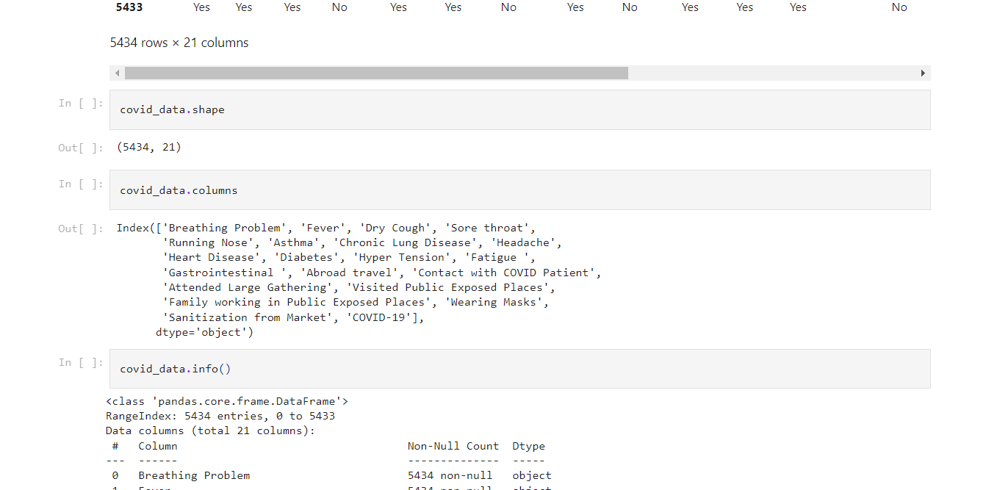 5433 Yes Yes Yes No Yes Yes No Yes No Yes Yes Yes No
5434 rows × 21 columns
In [ ]: covid_data.shape
Out[ ]: (5434, 21)
In [ ]: covid_data.columns
Out[ ]: Index(['Breathing Problem', 'Fever', 'Dry Cough', 'Sore throat',
'Running Nose', 'Asthma', 'Chronic Lung Disease', 'Headache',
'Heart Disease', 'Diabetes', 'Hyper Tension', 'Fatigue ',
'Gastrointestinal ', 'Abroad travel', 'Contact with COVID Patient',
'Attended Large Gathering', 'Visited Public Exposed Places',
'Family working in Public Exposed Places', 'Wearing Masks',
'Sanitization from Market', 'COVID-19'],
dtype='object')
In [ ]: covid_data.info()
<class 'pandas.core.frame.DataFrame'>
RangeIndex: 5434 entries, 0 to 5433
Data columns (total 21 columns):
# Column Non-Null Count Dtype
--- ------ -------------- -----
0 Breathing Problem 5434 non-null object
1 Fever 5434 non-null object